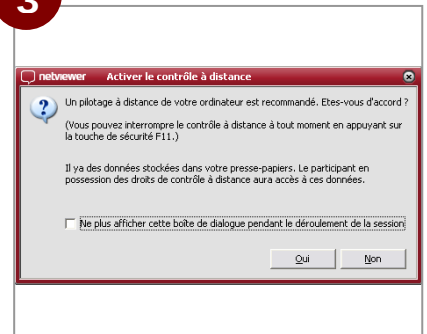 3
netviewer Activer le contrôle à distance
Un pilotage à distance de votre ordinateur est recommandé. Etes-vous d'accord ?
(Vous pouvez interrompre le contrôle à distance à tout moment en appuyant sur
la touche de sécurité F11.)
Il ya des données stockées dans votre presse-papiers. Le participant en
possession des droits de contrôle à distance aura accès à ces données.
Ne plus afficher cette boîte de dialogue pendant le déroulement de la session
Oui Non